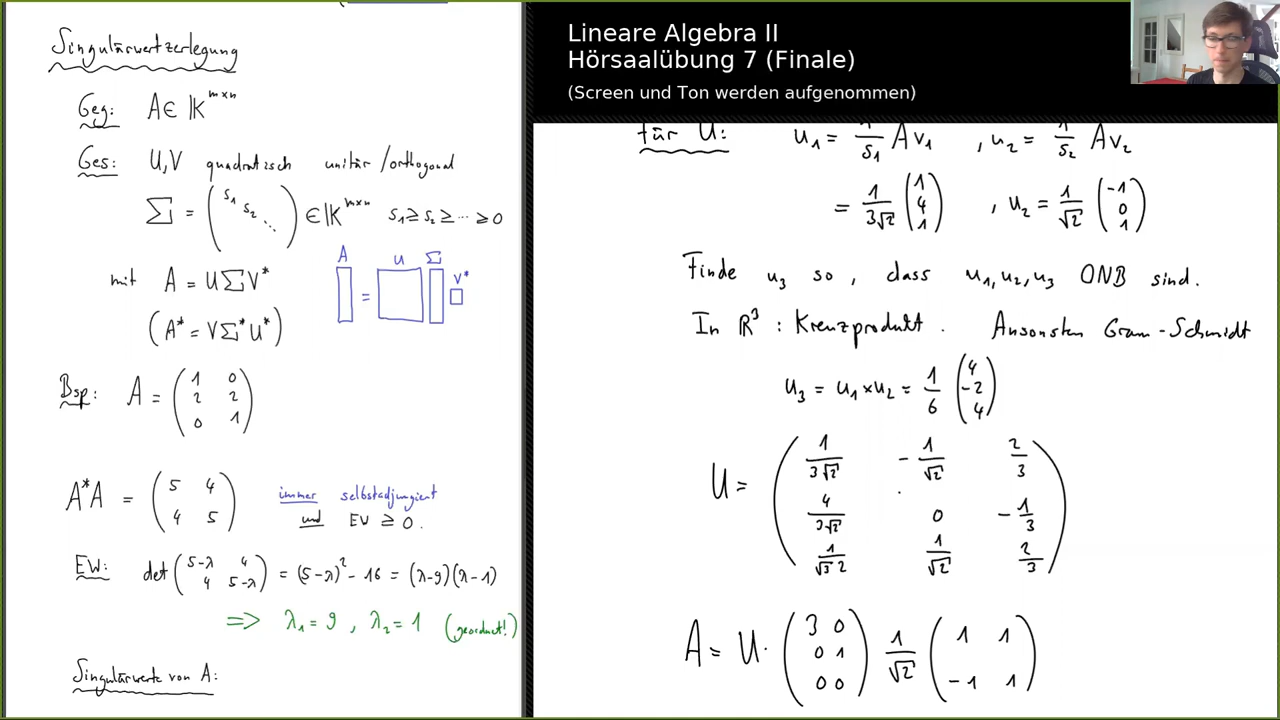 Singulärwertzerlegung
Geg: A ∈ 𝕂^{m×n}
Ges: U,V quadratisch unitär/orthogonal
Σ = (s₁ s₂ ⋱) ∈ 𝕂^{m×n} s₁ ≥ s₂ ≥ ⋯ ≥ 0
mit A = UΣV*
(A* = VΣ*U*)
A = U Σ V*
Bsp: A = (1 0; 2 2; 0 1)
A*A = (5 4; 4 5) immer selbstadjungiert
und EV ≥ 0.
EW: det(5-λ 4; 4 5-λ) = (5-λ)² - 16 = (λ-9)(λ-1)
⇒ λ₁ = 9, λ₂ = 1 (geordnet!)
Singulärwerte von A:
Lineare Algebra II
Hörsaalübung 7 (Finale)
(Screen und Ton werden aufgenommen)
für U: u₁ = 1/s₁ Av₁ , u₂ = 1/s₂ Av₂
= 1/(3√2) (1; 4; 1) , u₂ = 1/√2 (-1; 0; 1)
Finde u₃ so, dass u₁,u₂,u₃ ONB sind.
In ℝ³: Kreuzprodukt. Ansonsten Gram-Schmidt
u₃ = u₁×u₂ = 1/6 (4; -2; 4)
U = (1/(3√2) -1/√2 2/3; 4/(3√2) 0 -1/3; 1/(√3 2) 1/√2 2/3)
A = U · (3 0; 0 1; 0 0) 1/√2 (1 1; -1 1)